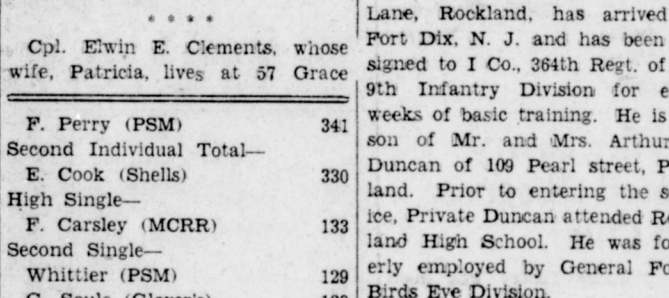 * * * *
Cpl. Elwin E. Clements, whose
wife, Patricia, lives at 57 Grace
F. Perry (PSM) 341
Second Individual Total—
E. Cook (Shells) 330
High Single—
F. Carsley (MCRR) 133
Second Single—
Whittier (PSM) 129
Lane, Rockland, has arrived
Fort Dix, N. J. and has been
signed to I Co., 364th Regt. of
9th Infantry Division for e
weeks of basic training. He is
son of Mr. and Mrs. Arthur
Duncan of 109 Pearl street, P
land. Prior to entering the s
ice, Private Duncan attended R
land High School. He was fo
erly employed by General Fo
Birds Eye Division.